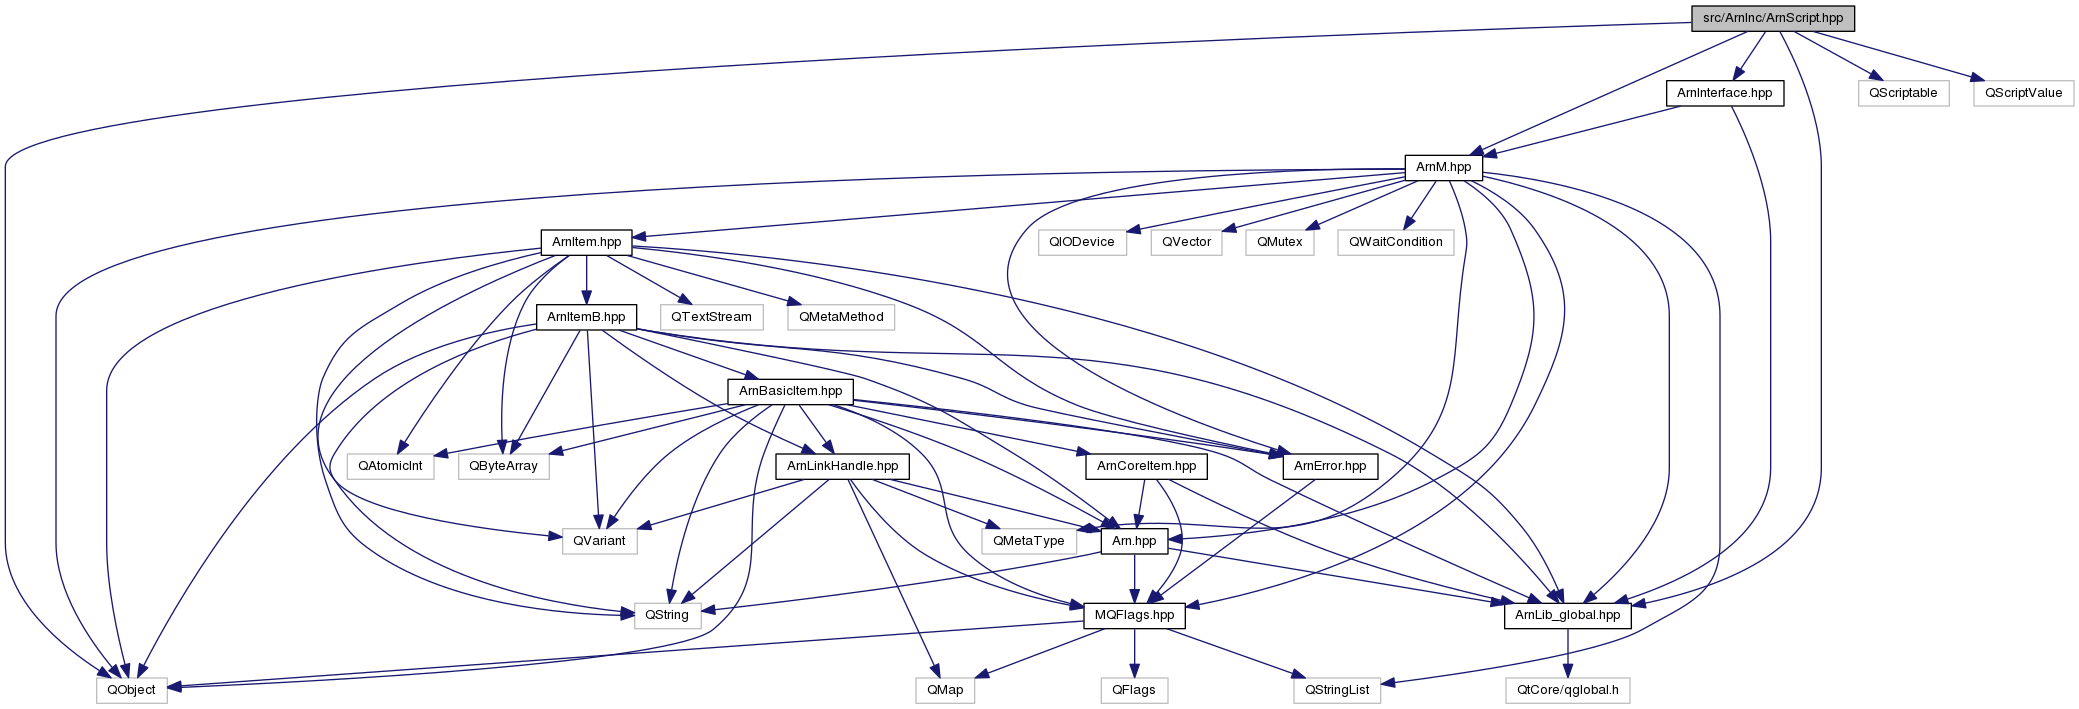 src/ArnInc/ArnScript.hpp
ArnInterface.hpp
QScriptable
QScriptValue
ArnM.hpp
ArnItem.hpp
QIODevice
QVector
QMutex
QWaitCondition
ArnItemB.hpp
QTextStream
QMetaMethod
ArnBasicItem.hpp
QAtomicInt
QByteArray
ArnLinkHandle.hpp
ArnCoreItem.hpp
ArnError.hpp
QVariant
QMetaType
Arn.hpp
QString
MQFlags.hpp
ArnLib_global.hpp
QObject
QMap
QFlags
QStringList
QtCore/qglobal.h